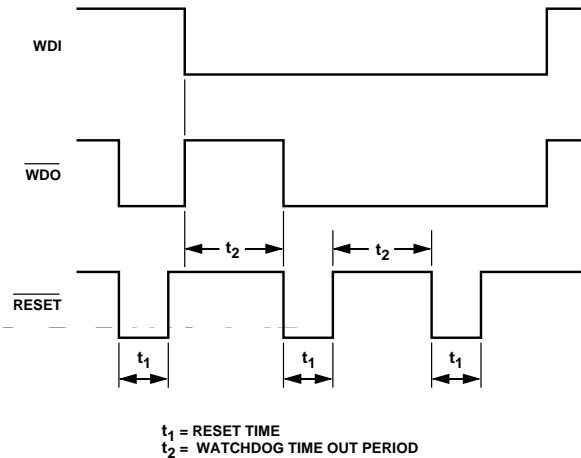 WDI
WDO
t2
t2
RESET
t1
t1
t1
t1 = RESET TIME
t2 = WATCHDOG TIME OUT PERIOD